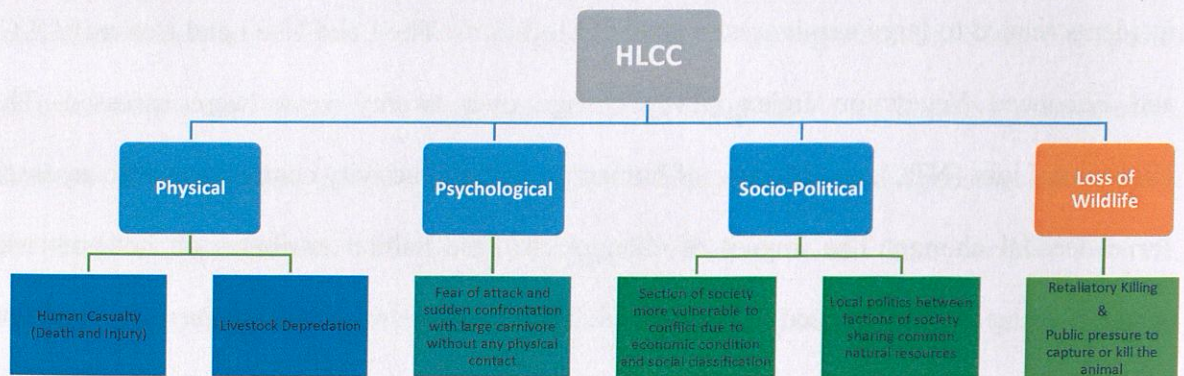 HLCC
Physical
Psychological
Socio-Political
Loss of
Wildlife
Human Casualty
(Death and Injury)
Livestock Depredation
Fear of attack and
sudden confrontation
with large carnivore
without any physical
contact
Section of society
more vulnerable to
conflict due to
economic condition
and social classification
Local politics between
factions of society
sharing common
natural resources
Retaliatory Killing
&
Public pressure to
capture or kill the
animal